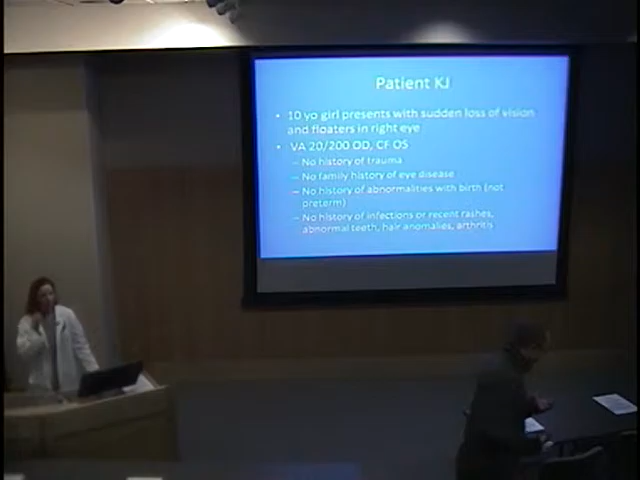 Patient KJ
• 10 yo girl presents with sudden loss of vision
and floaters in right eye
• VA 20/200 OD, CF OS
– No history of trauma
– No family history of eye disease
– No history of abnormalities with birth (not
preterm)
– No history of infections or recent rashes,
abnormal teeth, hair anomalies, arthritis